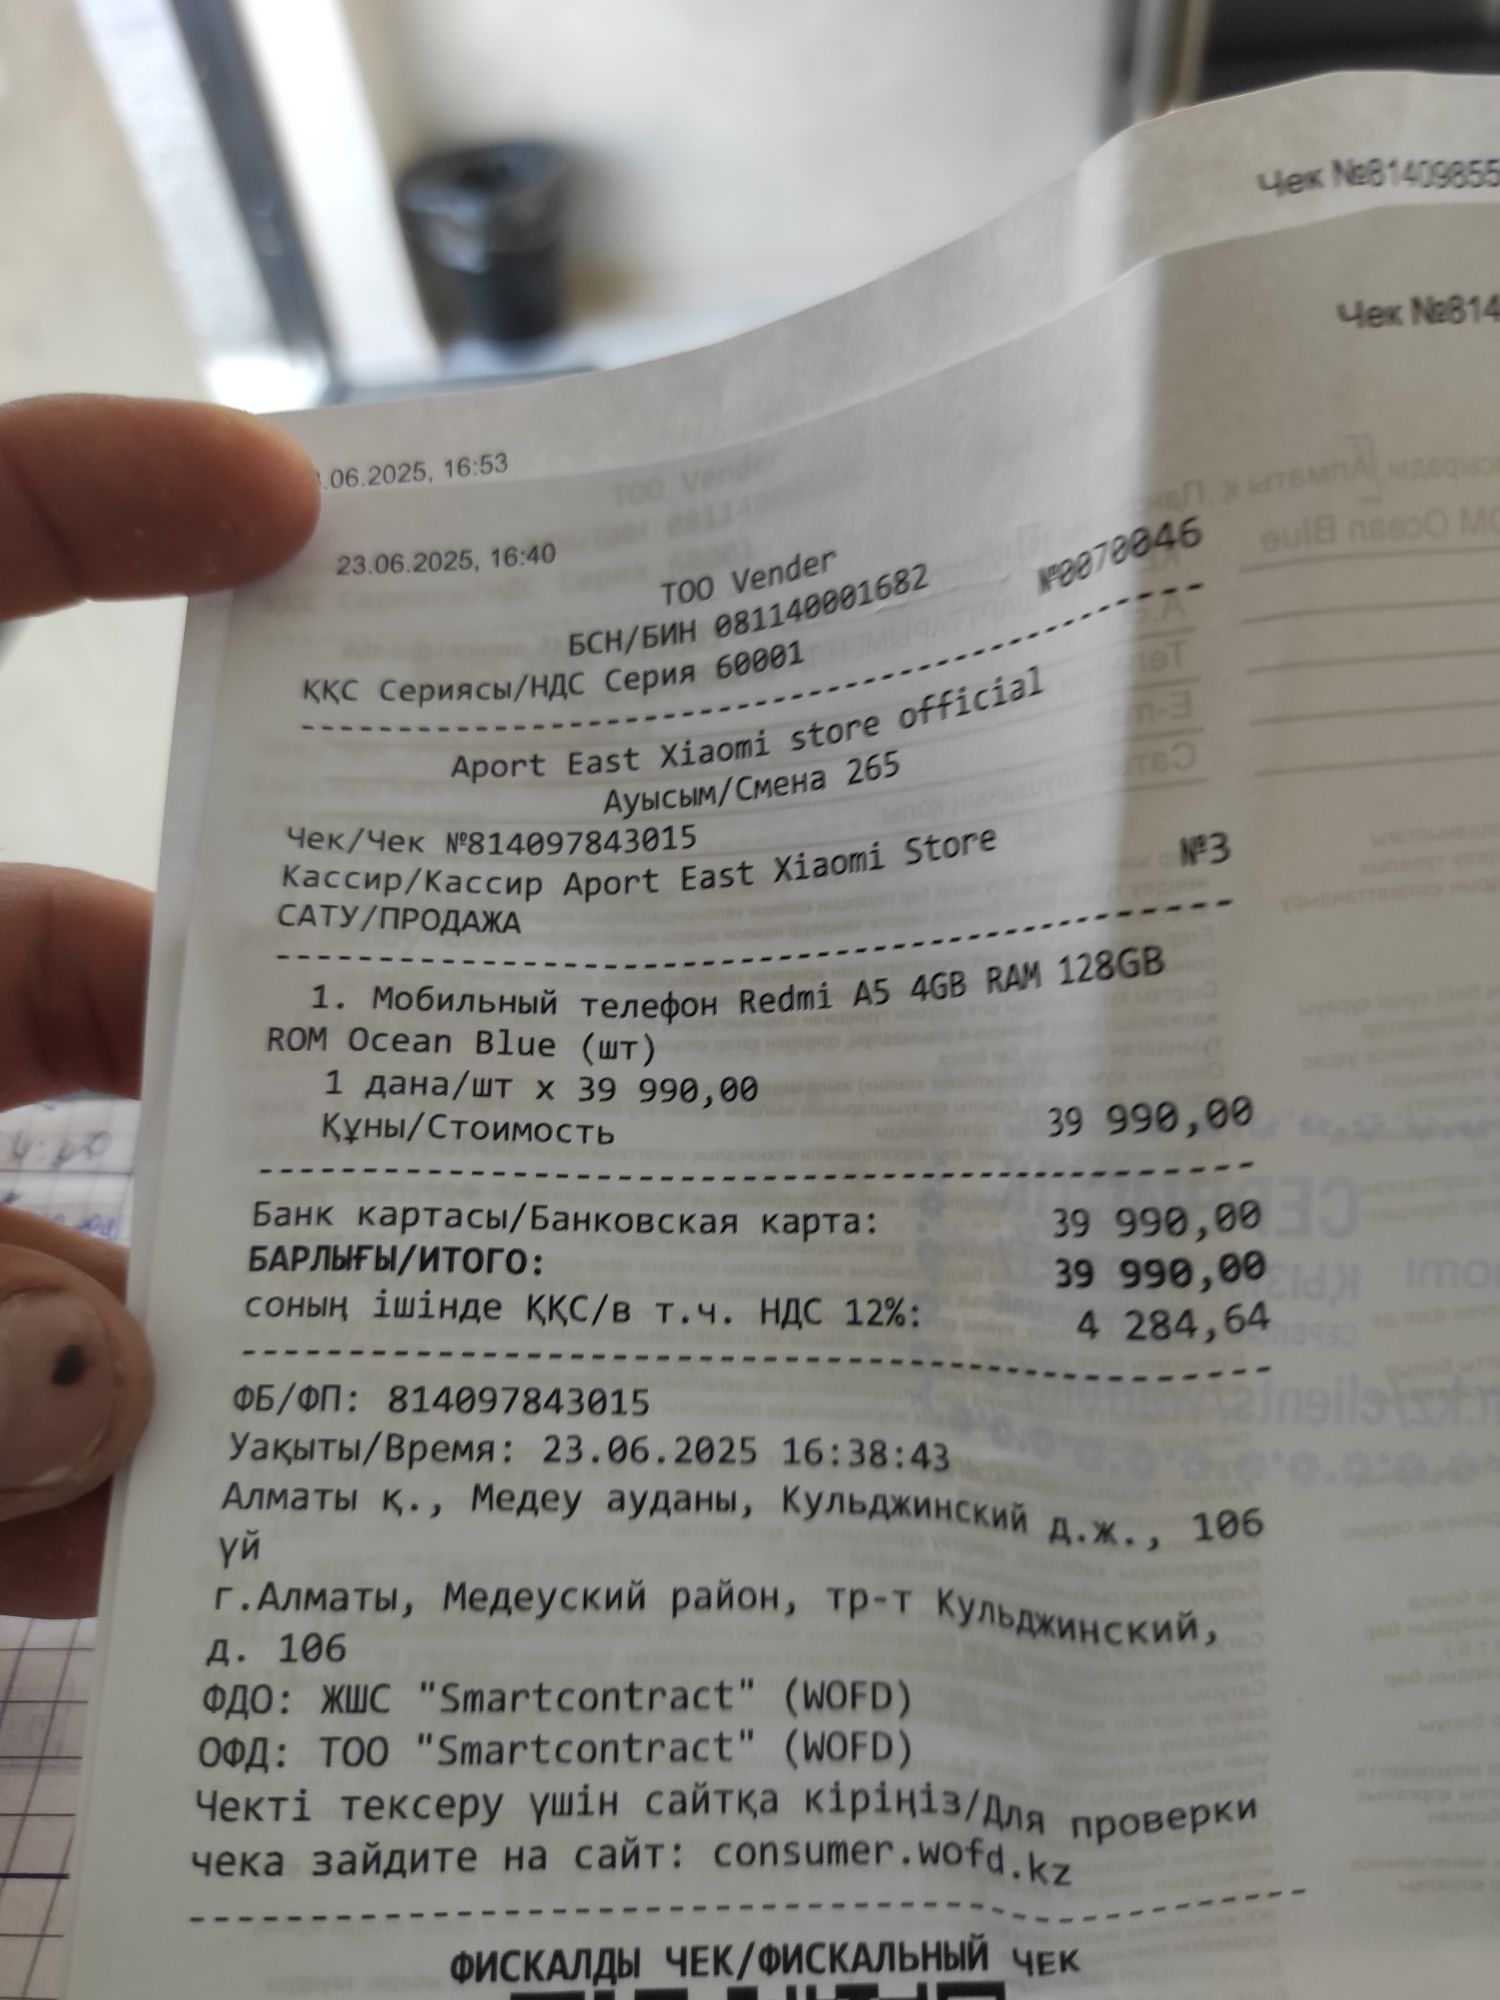 Чек №81409855
Чек №814
.06.2025, 16:53
23.06.2025, 16:40
ТОО Vender
БСН/БИН 081140001682
ҚҚС Сериясы/НДС Серия 60001 №0070046
Aport East Xiaomi store official
Ауысым/Смена 265
Чек/Чек №814097843015
Кассир/Кассир Aport East Xiaomi Store №3
САТУ/ПРОДАЖА
1. Мобильный телефон Redmi A5 4GB RAM 128GB
ROM Ocean Blue (шт)
1 дана/шт x 39 990,00
Құны/Стоимость 39 990,00
Банк картасы/Банковская карта: 39 990,00
БАРЛЫҒЫ/ИТОГО: 39 990,00
соның ішінде ҚҚС/в т.ч. НДС 12%: 4 284,64
ФБ/ФП: 814097843015
Уақыты/Время: 23.06.2025 16:38:43
Алматы қ., Медеу ауданы, Кульджинский д.ж., 106
үй
г.Алматы, Медеуский район, тр-т Кульджинский,
д. 106
ФДО: ЖШС "Smartcontract" (WOFD)
ОФД: ТОО "Smartcontract" (WOFD)
Чекті тексеру үшін сайтқа кіріңіз/Для проверки
чека зайдите на сайт: consumer.wofd.kz
ФИСКАЛДЫ ЧЕК/ФИСКАЛЬНЫЙ ЧЕК